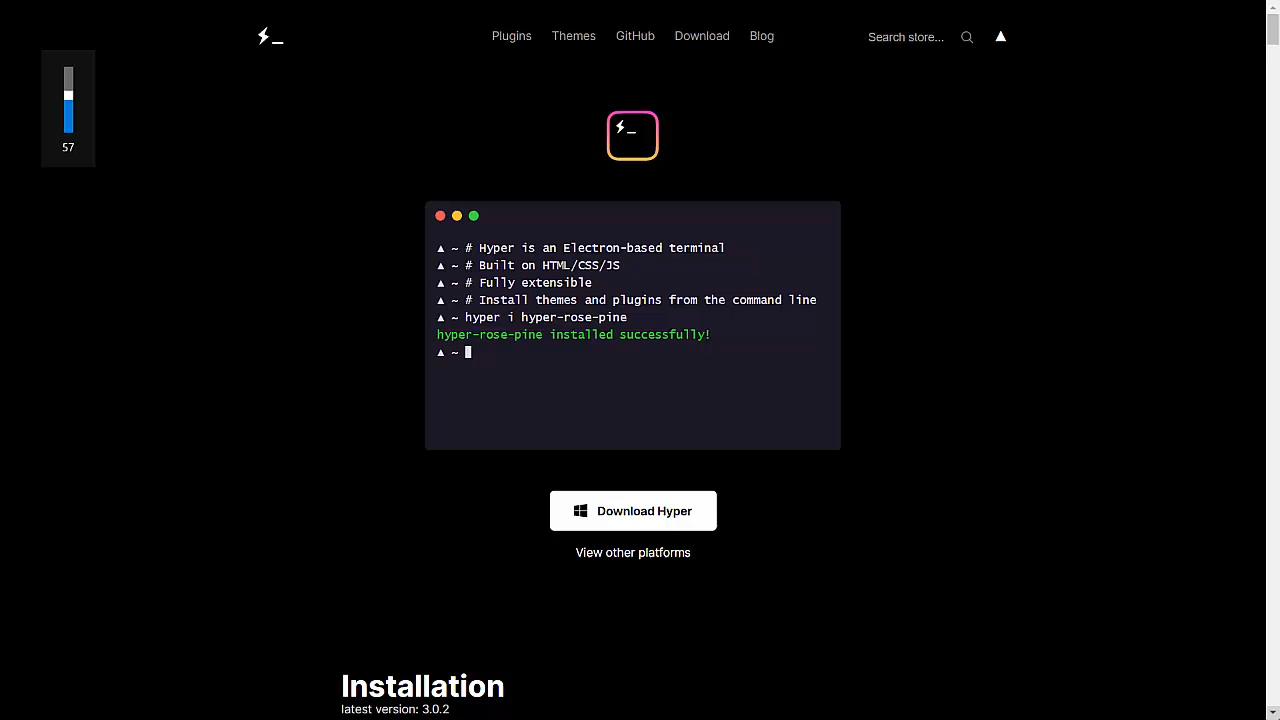 Plugins Themes GitHub Download Blog Search store...
57
▲ ~ # Hyper is an Electron-based terminal
▲ ~ # Built on HTML/CSS/JS
▲ ~ # Fully extensible
▲ ~ # Install themes and plugins from the command line
▲ ~ hyper i hyper-rose-pine
hyper-rose-pine installed successfully!
▲ ~
Download Hyper
View other platforms
Installation
latest version: 3.0.2